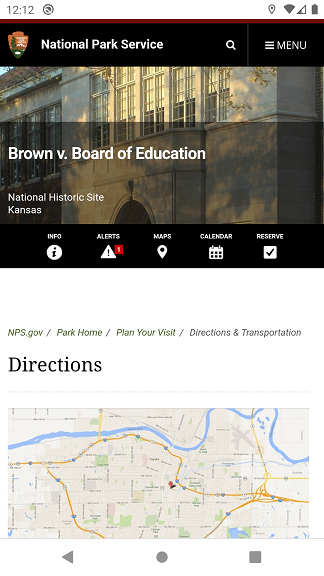 12:12
National Park Service
MENU
Brown v. Board of Education
National Historic Site
Kansas
INFO
ALERTS
MAPS
CALENDAR
RESERVE
1
NPS.gov / Park Home / Plan Your Visit / Directions & Transportation
Directions